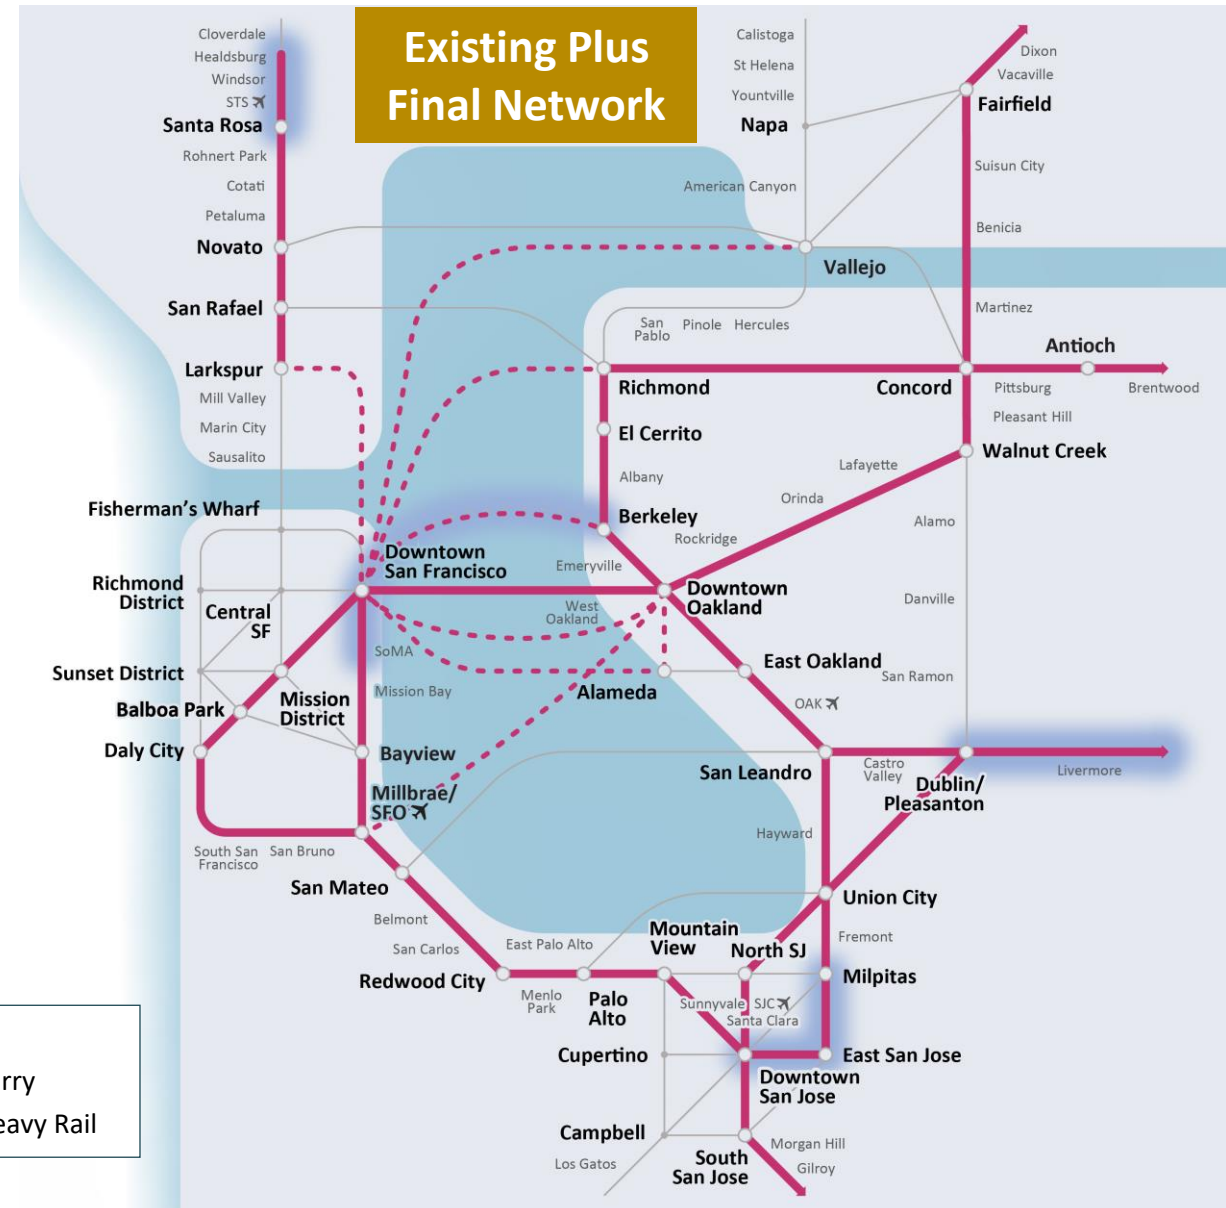 Existing Plus
Final Network
Cloverdale
Healdsburg
Windsor
STS
Santa Rosa
Rohnert Park
Cotati
Petaluma
Novato
San Rafael
Larkspur
Mill Valley
Marin City
Sausalito
Calistoga
St Helena
Yountville
Napa
American Canyon
Vallejo
Dixon
Vacaville
Fairfield
Suisun City
Benicia
Martinez
San
Pablo
Pinole
Hercules
Richmond
Concord
Antioch
Pittsburg
Brentwood
Pleasant Hill
El Cerrito
Walnut Creek
Albany
Lafayette
Orinda
Berkeley
Rockridge
Alamo
Fisherman’s Wharf
Downtown
San Francisco
Emeryville
Richmond
District
Central
SF
West
Oakland
Downtown
Oakland
Danville
SoMA
Sunset District
Mission Bay
Alameda
East Oakland
San Ramon
Balboa Park
Mission
District
OAK
Daly City
Bayview
San Leandro
Castro
Valley
Livermore
Dublin/
Pleasanton
Millbrae/
SFO
Hayward
South San
Francisco
San Bruno
San Mateo
Union City
Belmont
San Carlos
East Palo Alto
Mountain
View
North SJ
Fremont
Redwood City
Menlo
Park
Palo
Alto
Sunnyvale
SJC
Santa Clara
Milpitas
Cupertino
East San Jose
Downtown
San Jose
Campbell
Los Gatos
South
San Jose
Morgan Hill
Gilroy
rry
eavy Rail